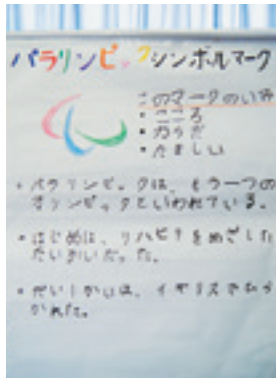 パラリンピックシンボルマーク
このマークのいみ
・こころ
・からだ
・たましい
・パラリンピックは、もう一つの
オリンピックといわれている。
・はじめは、リハビリをめざした
たいかいだった。
・だい1かいは、イギリスでひら
かれた。